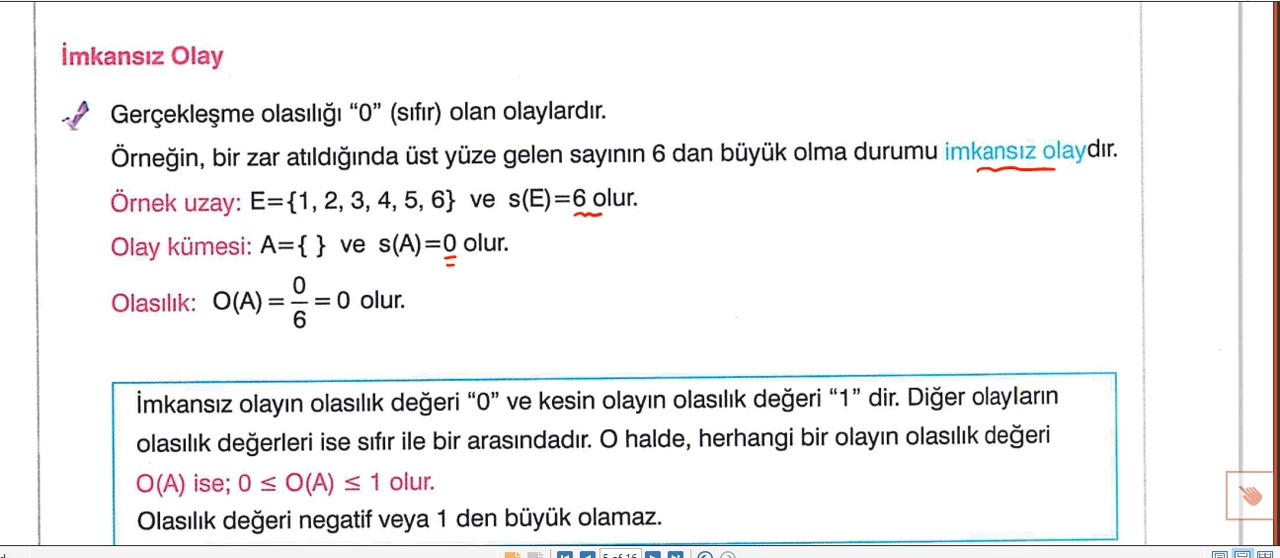 İmkansız Olay
Gerçekleşme olasılığı “0” (sıfır) olan olaylardır.
Örneğin, bir zar atıldığında üst yüze gelen sayının 6 dan büyük olma durumu imkansız olaydır.
Örnek uzay: E={1, 2, 3, 4, 5, 6} ve s(E)=6 olur.
Olay kümesi: A={ } ve s(A)=0 olur.
Olasılık: O(A) = 0/6 = 0 olur.
İmkansız olayın olasılık değeri “0” ve kesin olayın olasılık değeri “1” dir. Diğer olayların
olasılık değerleri ise sıfır ile bir arasındadır. O halde, herhangi bir olayın olasılık değeri
O(A) ise; 0 ≤ O(A) ≤ 1 olur.
Olasılık değeri negatif veya 1 den büyük olamaz.